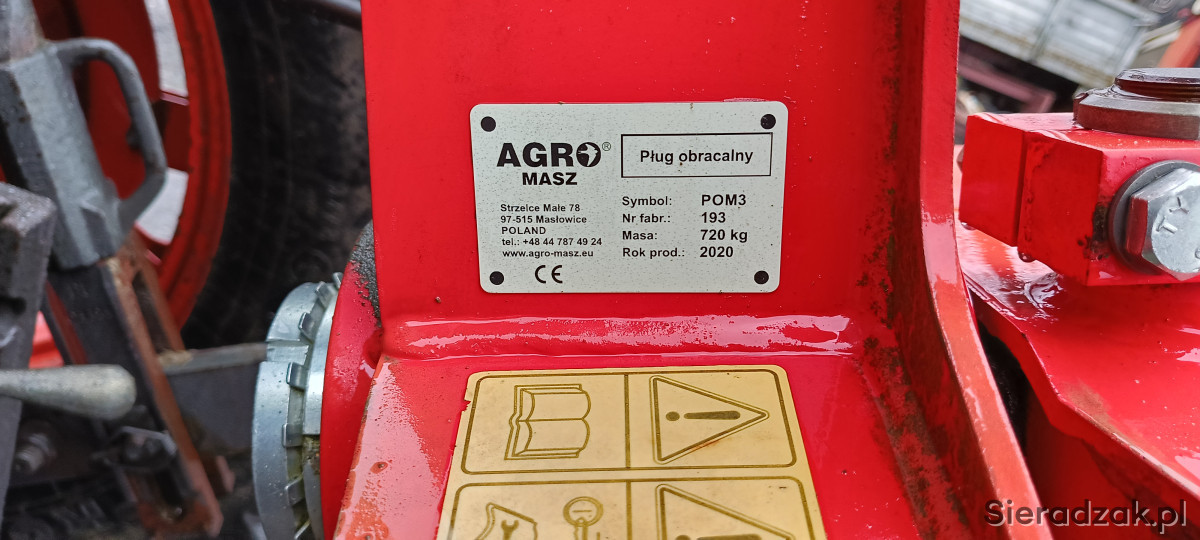 AGRO®
MASZ
Pług obracalny
Strzelce Małe 78
97-515 Masłowice
POLAND
tel.: +48 44 787 49 24
www.agro-masz.eu
CE
Symbol: POM3
Nr fabr.: 193
Masa: 720 kg
Rok prod.: 2020
Sieradzak.pl